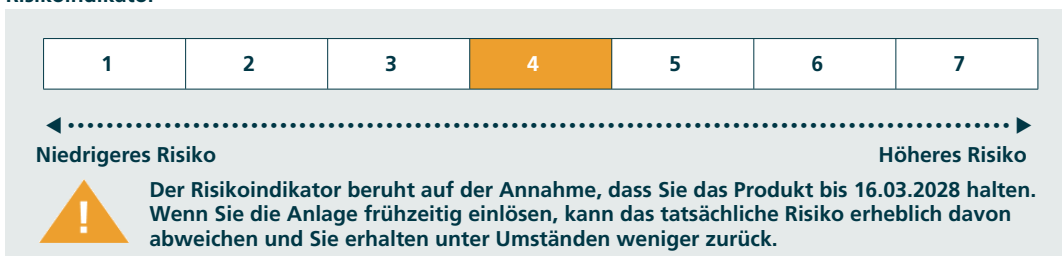 Risikoindikator
1 2 3 4 5 6 7
Niedrigeres Risiko Höheres Risiko
!
Der Risikoindikator beruht auf der Annahme, dass Sie das Produkt bis 16.03.2028 halten.
Wenn Sie die Anlage frühzeitig einlösen, kann das tatsächliche Risiko erheblich davon
abweichen und Sie erhalten unter Umständen weniger zurück.